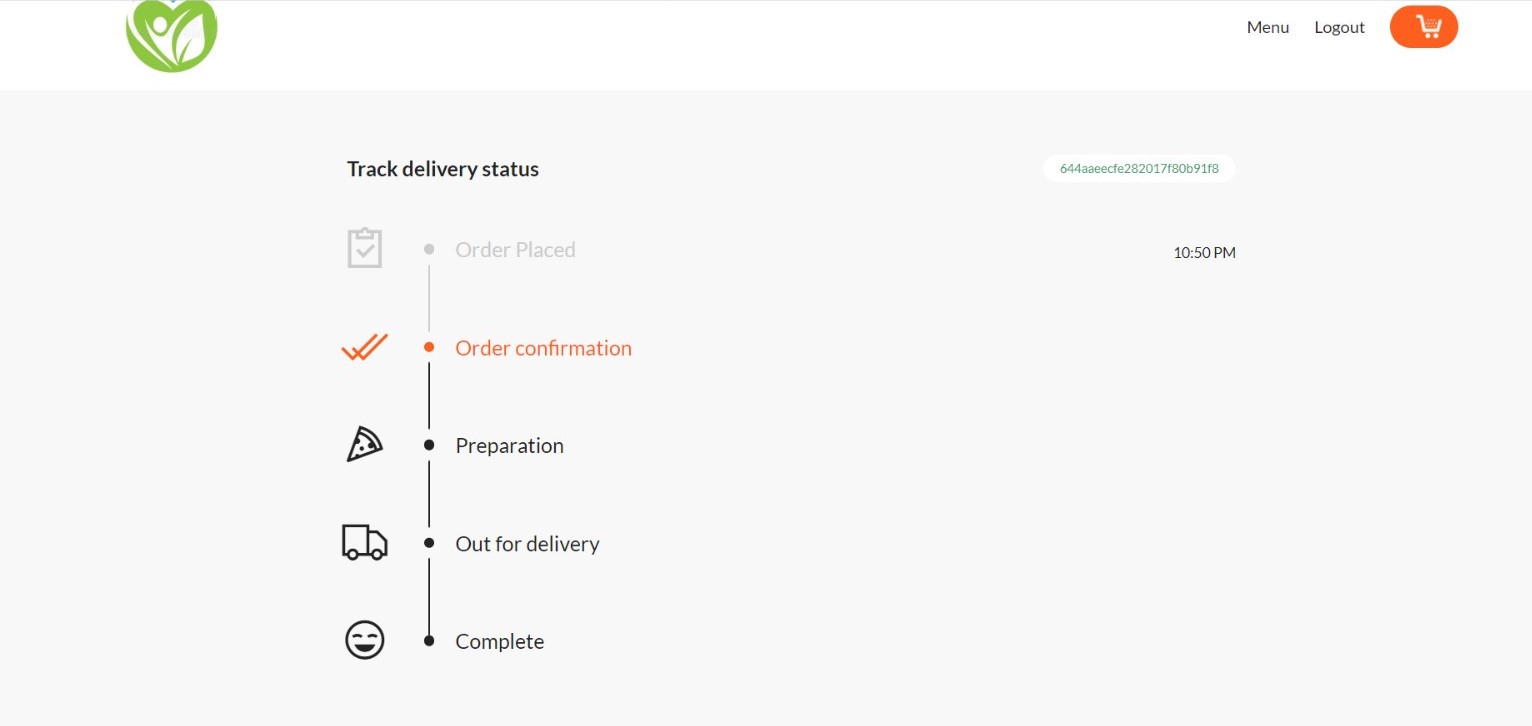 Menu Logout
Track delivery status 644aaeecfe282017f80b91f8
Order Placed 10:50 PM
Order confirmation
Preparation
Out for delivery
Complete